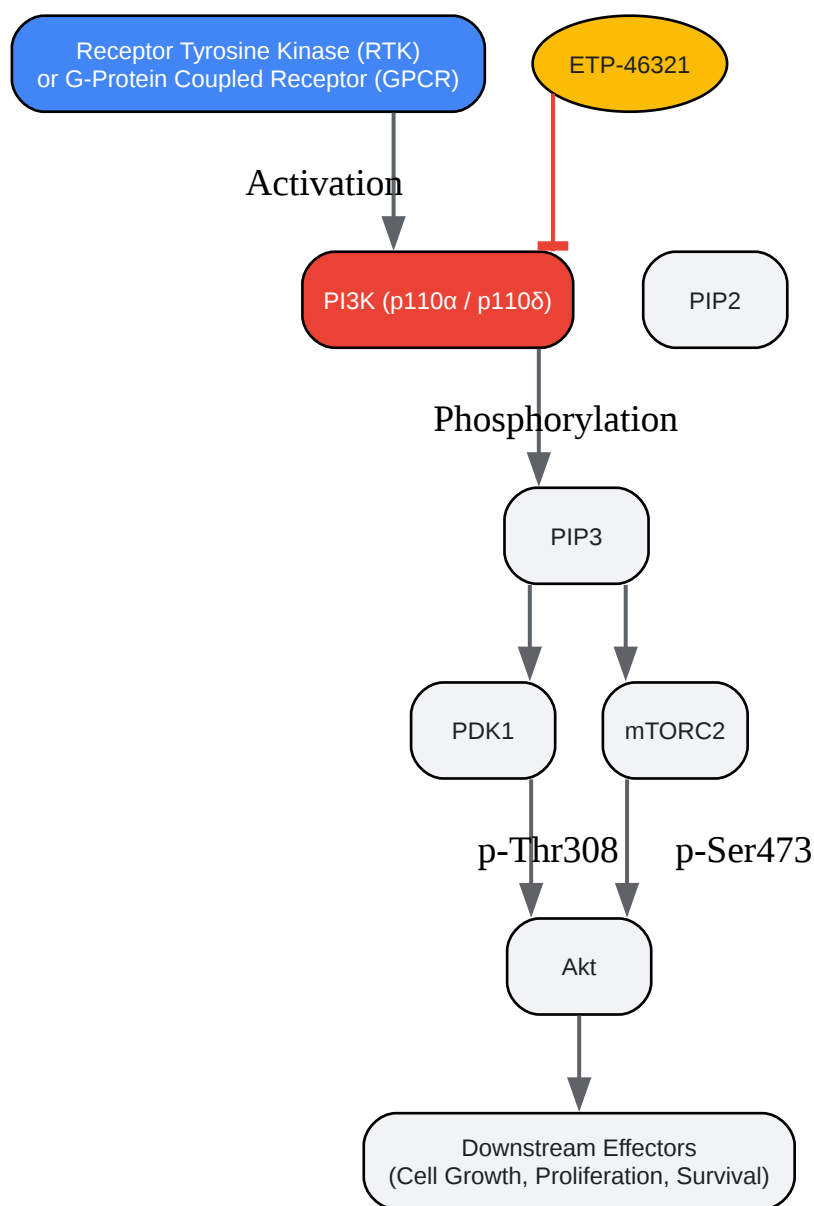 Receptor Tyrosine Kinase (RTK)
or G-Protein Coupled Receptor (GPCR)
ETP-46321
Activation
PI3K (p110α / p110δ)
PIP2
Phosphorylation
PIP3
PDK1
mTORC2
p-Thr308
p-Ser473
Akt
Downstream Effectors
(Cell Growth, Proliferation, Survival)